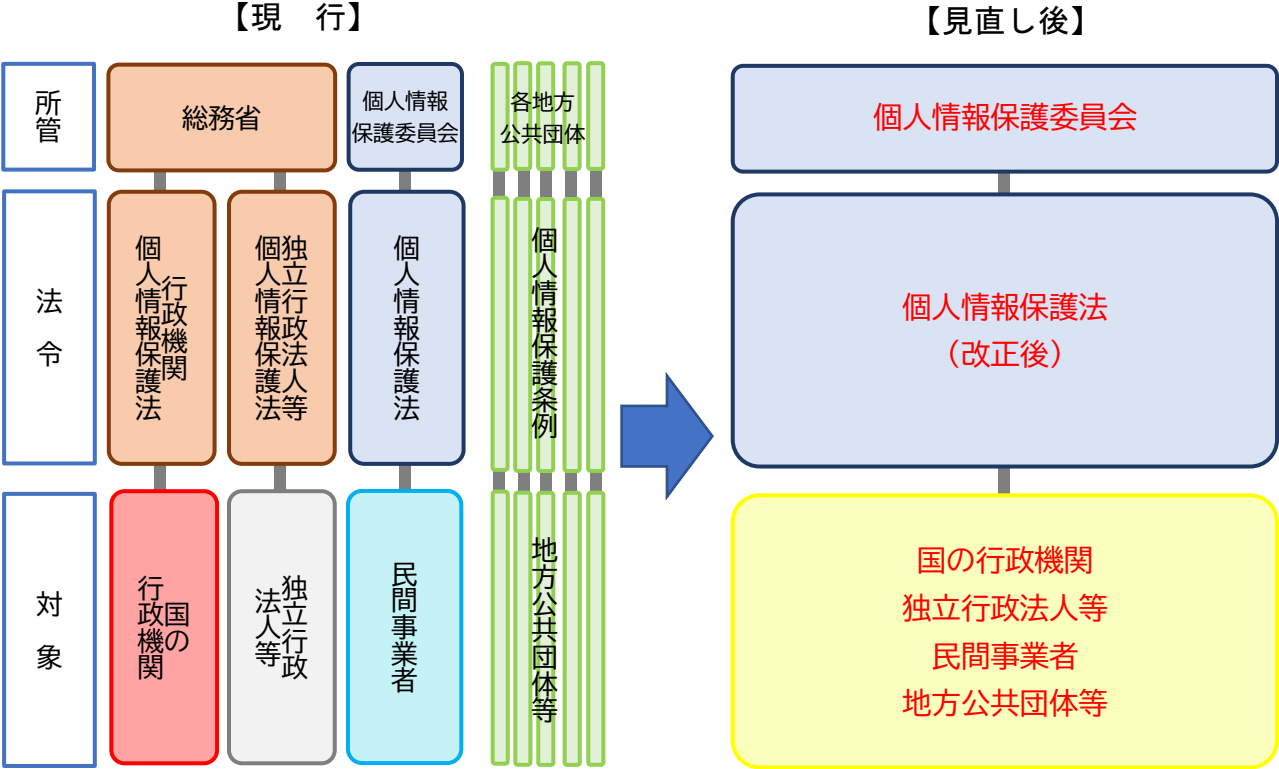 【現　行】
所管
総務省
個人情報
保護委員会
各地方
公共団体
法令
行政機関
個人情報保護法
独立行政法人等
個人情報保護法
個人情報保護法
個人情報保護条例
対象
国の
行政機関
独立行政
法人等
民間事業者
地方公共団体等
【見直し後】
個人情報保護委員会
個人情報保護法
（改正後）
国の行政機関
独立行政法人等
民間事業者
地方公共団体等